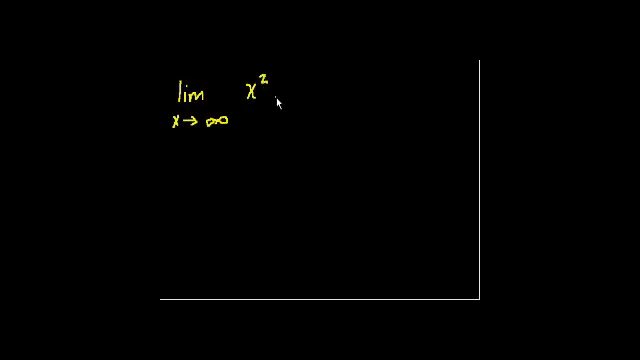 lim x²
x → ∞